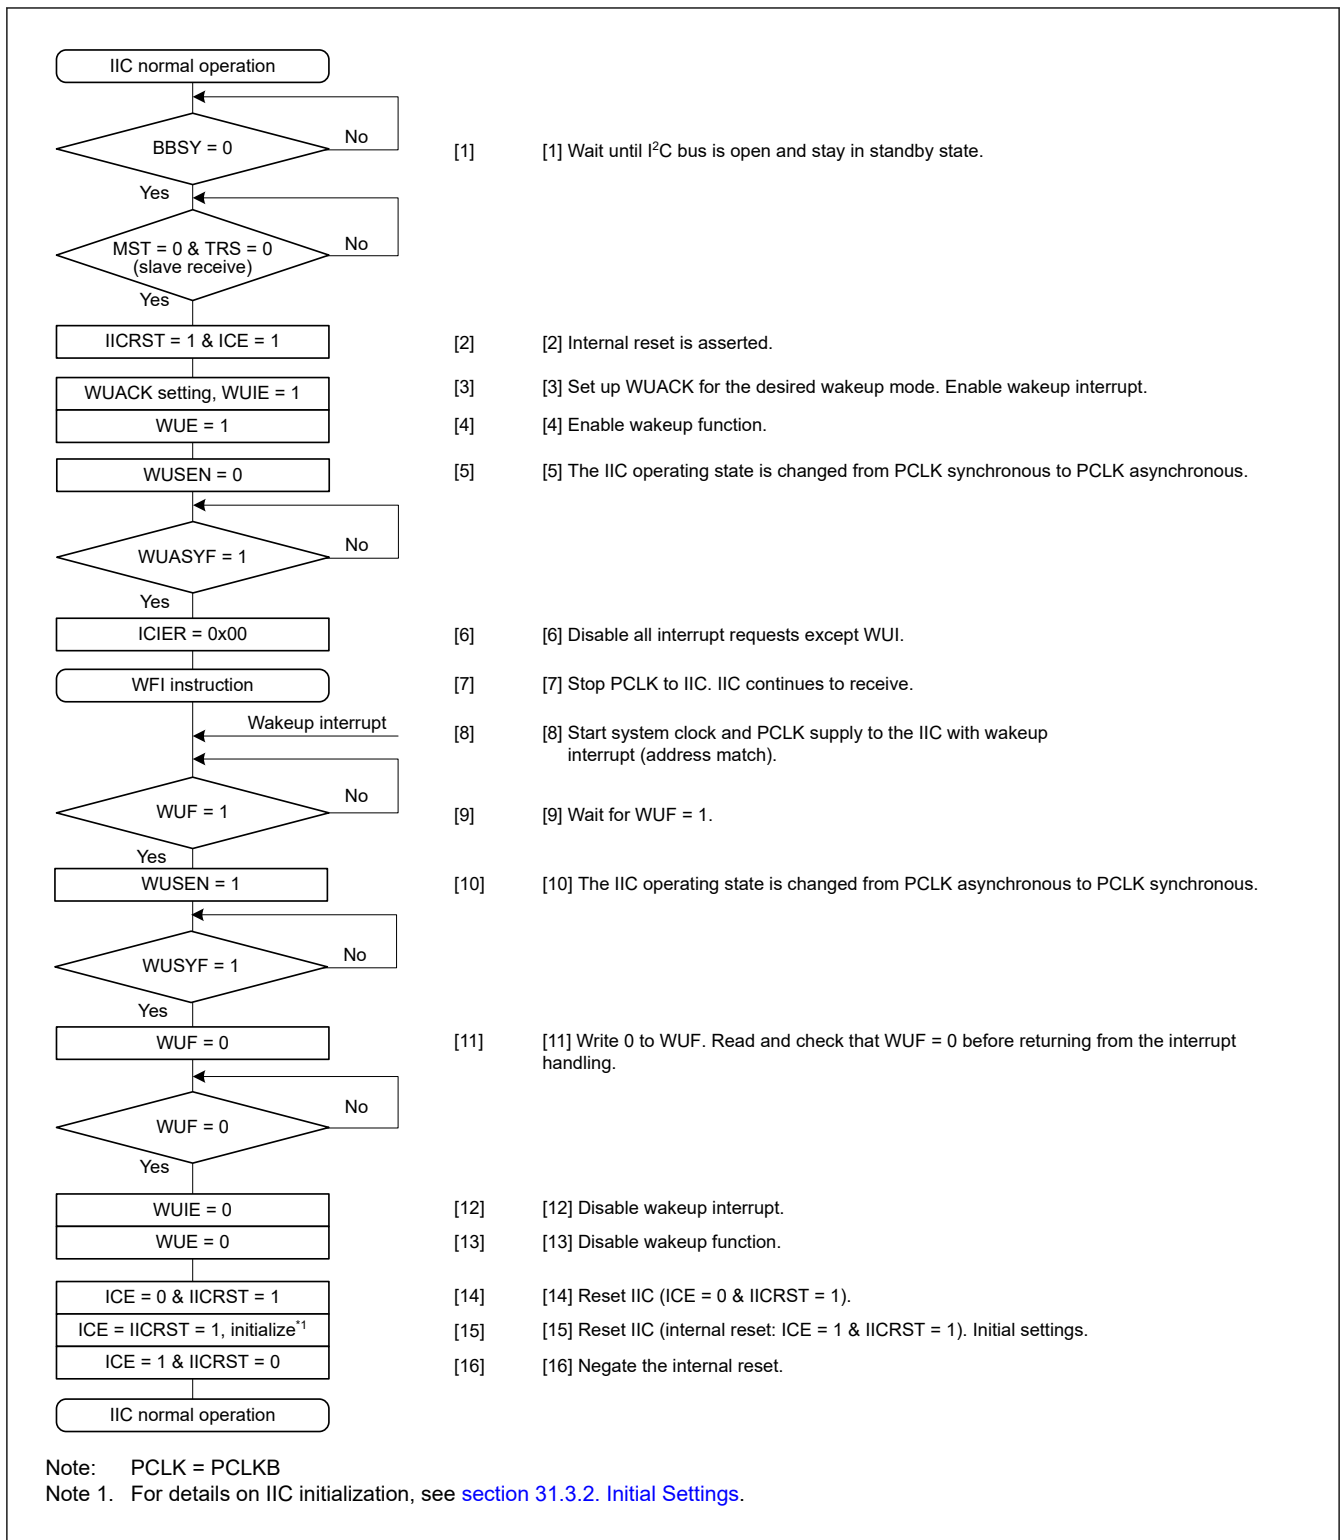 IIC normal operation
BBSY = 0
No
[1] [1] Wait until I²C bus is open and stay in standby state.
Yes
MST = 0 & TRS = 0
(slave receive)
No
Yes
IICRST = 1 & ICE = 1
[2] [2] Internal reset is asserted.
WUACK setting, WUIE = 1
[3] [3] Set up WUACK for the desired wakeup mode. Enable wakeup interrupt.
WUE = 1
[4] [4] Enable wakeup function.
WUSEN = 0
[5] [5] The IIC operating state is changed from PCLK synchronous to PCLK asynchronous.
WUASYF = 1
No
Yes
ICIER = 0x00
[6] [6] Disable all interrupt requests except WUI.
WFI instruction
[7] [7] Stop PCLK to IIC. IIC continues to receive.
Wakeup interrupt
[8] [8] Start system clock and PCLK supply to the IIC with wakeup
interrupt (address match).
No
WUF = 1
[9] [9] Wait for WUF = 1.
Yes
WUSEN = 1
[10] [10] The IIC operating state is changed from PCLK asynchronous to PCLK synchronous.
No
WUSYF = 1
Yes
WUF = 0
[11] [11] Write 0 to WUF. Read and check that WUF = 0 before returning from the interrupt
handling.
No
WUF = 0
Yes
WUIE = 0
[12] [12] Disable wakeup interrupt.
WUE = 0
[13] [13] Disable wakeup function.
ICE = 0 & IICRST = 1
[14] [14] Reset IIC (ICE = 0 & IICRST = 1).
ICE = IICRST = 1, initialize*1
[15] [15] Reset IIC (internal reset: ICE = 1 & IICRST = 1). Initial settings.
ICE = 1 & IICRST = 0
[16] [16] Negate the internal reset.
IIC normal operation
Note: PCLK = PCLKB
Note 1. For details on IIC initialization, see section 31.3.2. Initial Settings.